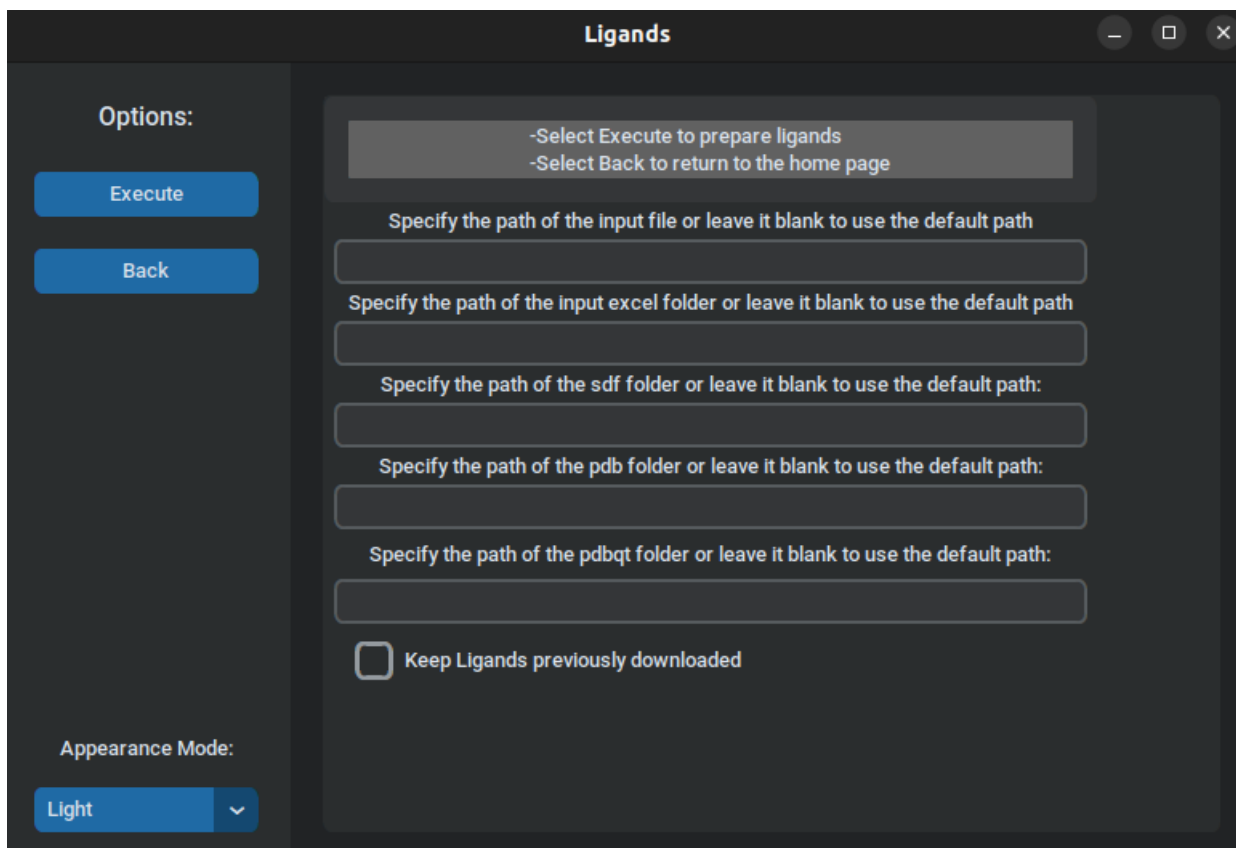 Ligands
Options:
Execute
Back
Appearance Mode:
Light
-Select Execute to prepare ligands
-Select Back to return to the home page
Specify the path of the input file or leave it blank to use the default path
Specify the path of the input excel folder or leave it blank to use the default path
Specify the path of the sdf folder or leave it blank to use the default path:
Specify the path of the pdb folder or leave it blank to use the default path:
Specify the path of the pdbqt folder or leave it blank to use the default path:
Keep Ligands previously downloaded